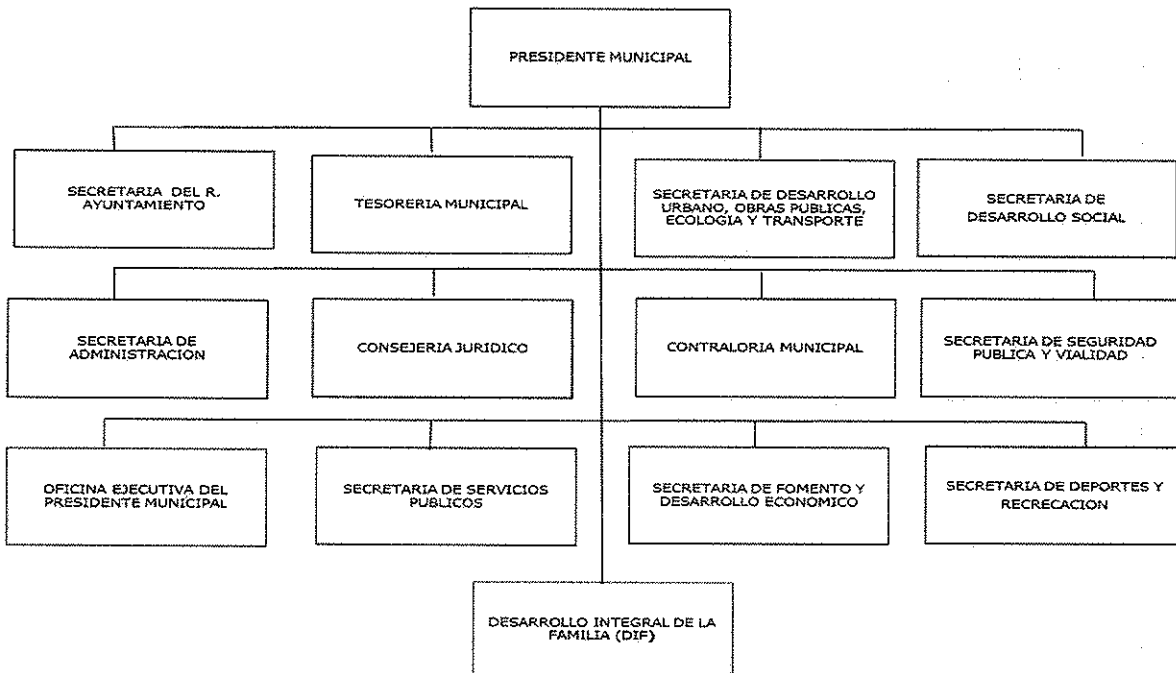 PRESIDENTE MUNICIPAL
SECRETARIA DEL R.
AYUNTAMIENTO
TESORERIA MUNICIPAL
SECRETARIA DE DESARROLLO
URBANO, OBRAS PUBLICAS,
ECOLOGIA Y TRANSPORTE
SECRETARIA DE
DESARROLLO SOCIAL
SECRETARIA DE
ADMINISTRACION
CONSEJERIA JURIDICO
CONTRALORIA MUNICIPAL
SECRETARIA DE SEGURIDAD
PUBLICA Y VIALIDAD
OFICINA EJECUTIVA DEL
PRESIDENTE MUNICIPAL
SECRETARIA DE SERVICIOS
PUBLICOS
SECRETARIA DE FOMENTO Y
DESARROLLO ECONOMICO
SECRETARIA DE DEPORTES Y
RECRECACION
DESARROLLO INTEGRAL DE LA
FAMILIA (DIF)